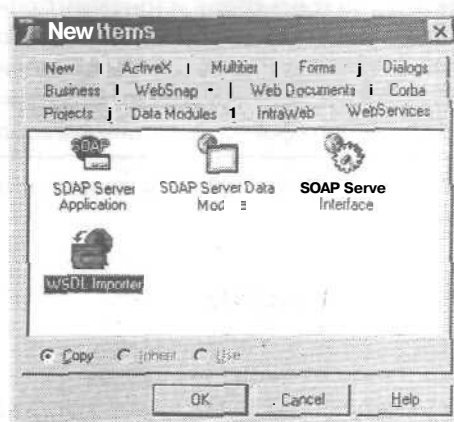 New Items
New ActiveX Multitier Forms Dialogs
Business WebSnap Web Documents Corba
Projects Data Modules IntraWeb WebServices
SOAP
SOAP Server Application
SOAP Server Data
SOAP Serve Interface
WSDL Importer
Copy Inherit Use
OK Cancel Help